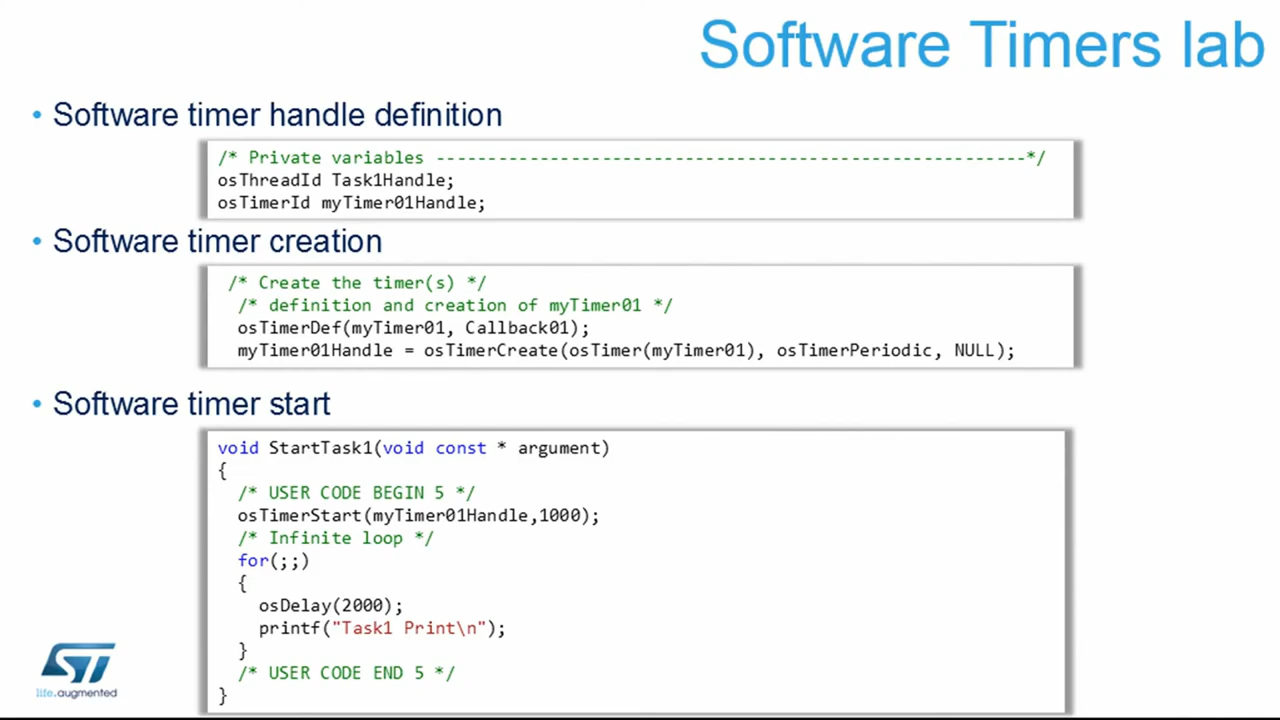 Software Timers lab
• Software timer handle definition
/* Private variables ---------------------------------------------------------*/
osThreadId Task1Handle;
osTimerId myTimer01Handle;
• Software timer creation
/* Create the timer(s) */
/* definition and creation of myTimer01 */
osTimerDef(myTimer01, Callback01);
myTimer01Handle = osTimerCreate(osTimer(myTimer01), osTimerPeriodic, NULL);
• Software timer start
void StartTask1(void const * argument)
{
/* USER CODE BEGIN 5 */
osTimerStart(myTimer01Handle,1000);
/* Infinite loop */
for(;;)
{
osDelay(2000);
printf("Task1 Print\n");
}
/* USER CODE END 5 */
}
ST
life.augmented